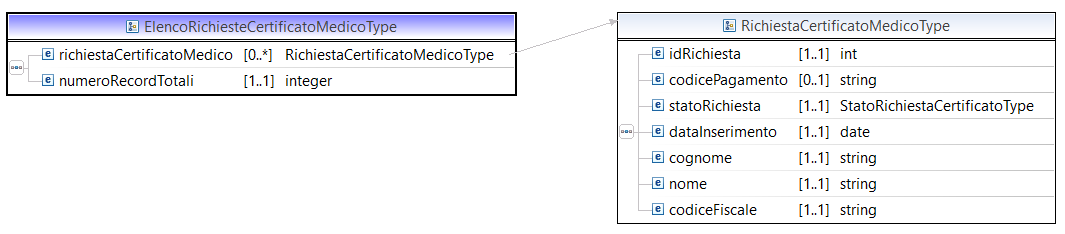 ElencoRichiesteCertificatoMedicoType
richiestaCertificatoMedico [0..*] RichiestaCertificatoMedicoType
numeroRecordTotali [1..1] integer
RichiestaCertificatoMedicoType
idRichiesta [1..1] int
codicePagamento [0..1] string
statoRichiesta [1..1] StatoRichiestaCertificatoType
dataInserimento [1..1] date
cognome [1..1] string
nome [1..1] string
codiceFiscale [1..1] string